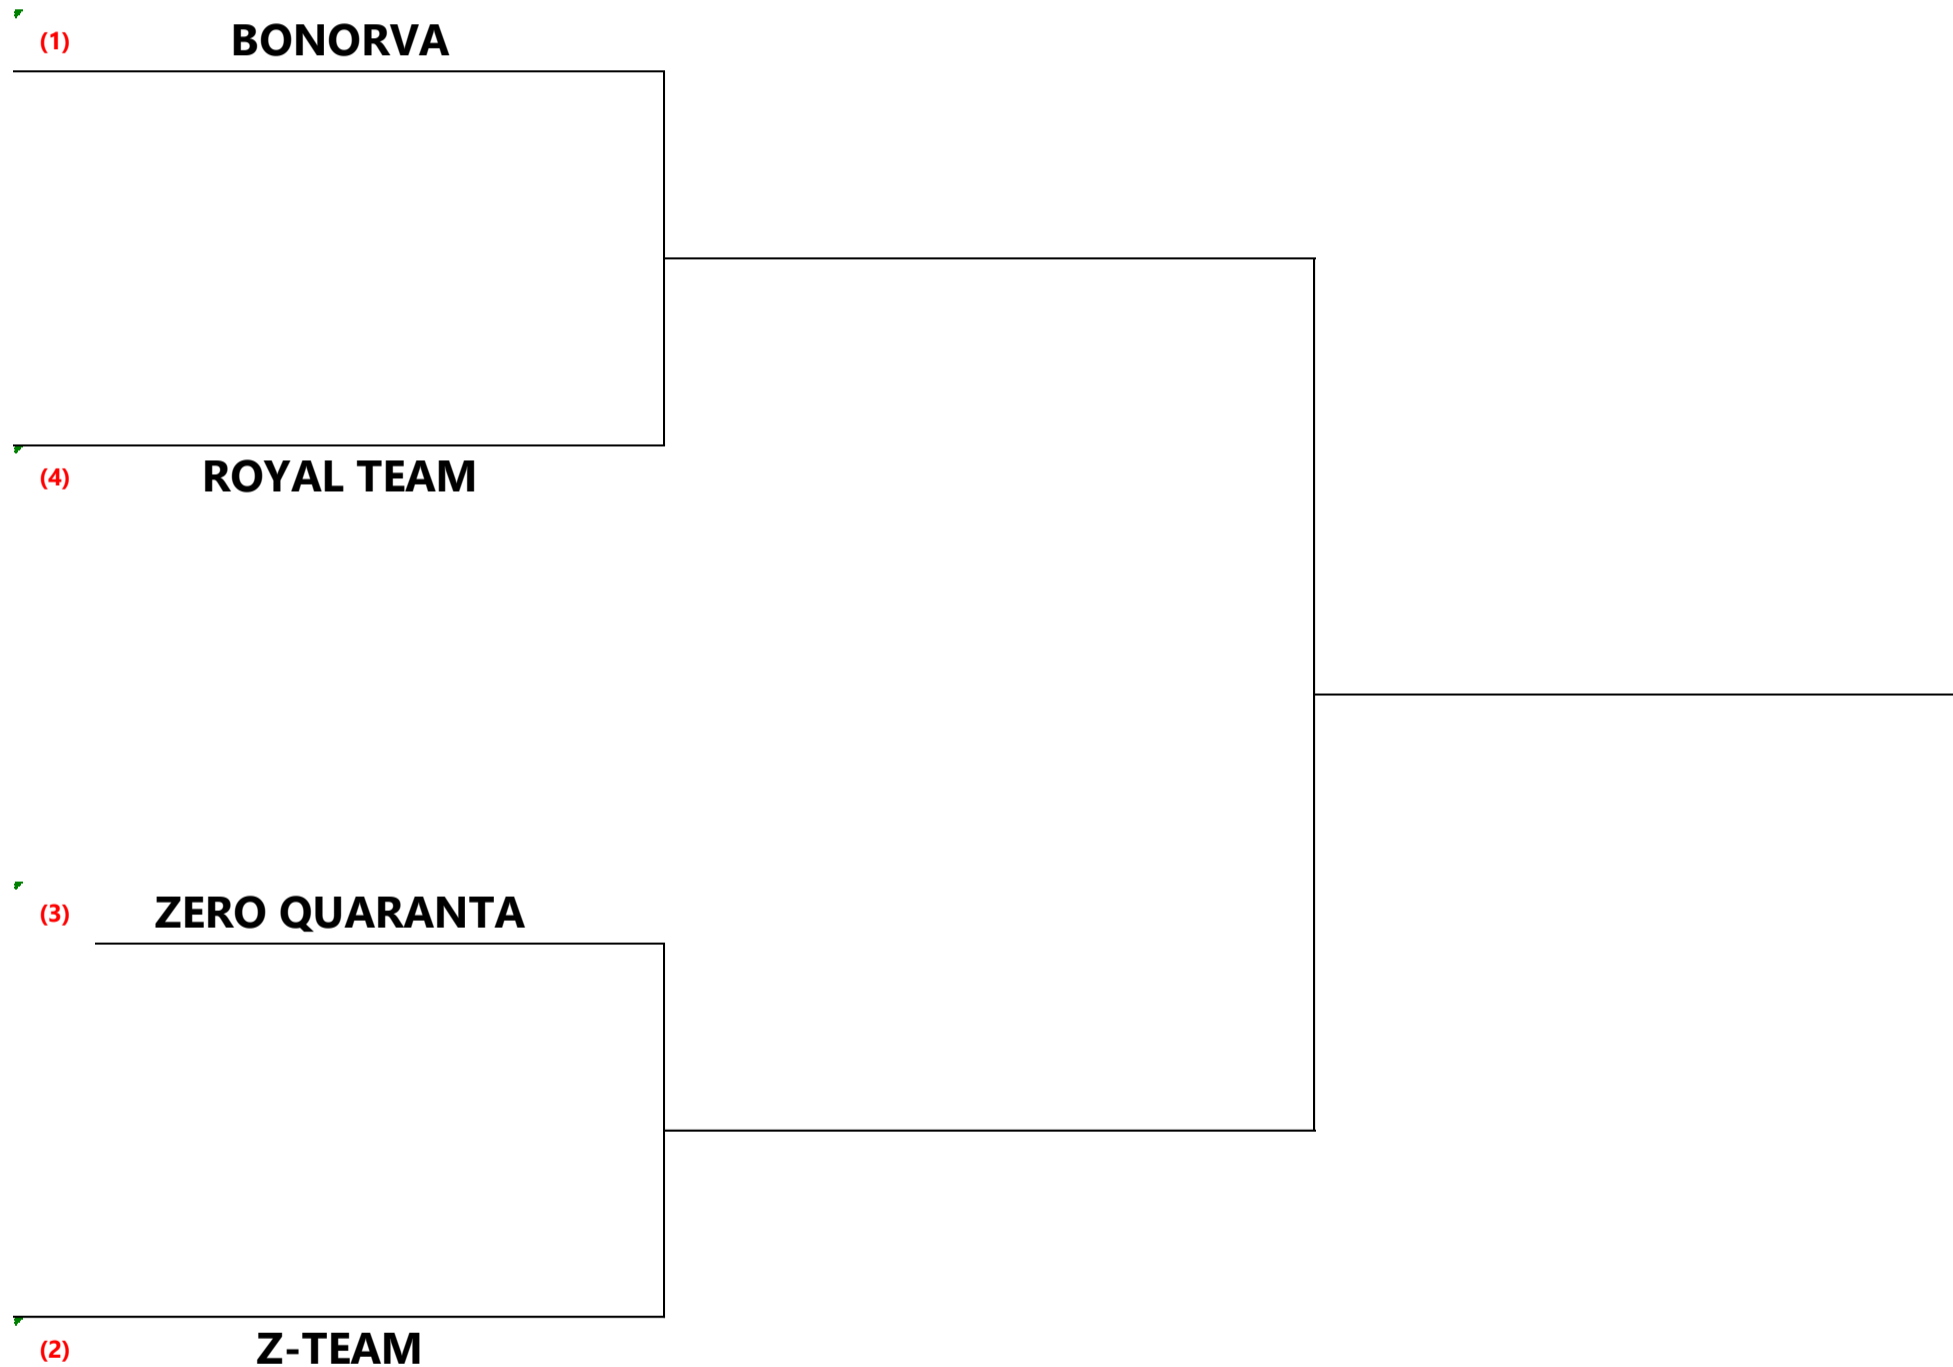 (1) BONORVA
(4) ROYAL TEAM
(3) ZERO QUARANTA
(2) Z-TEAM